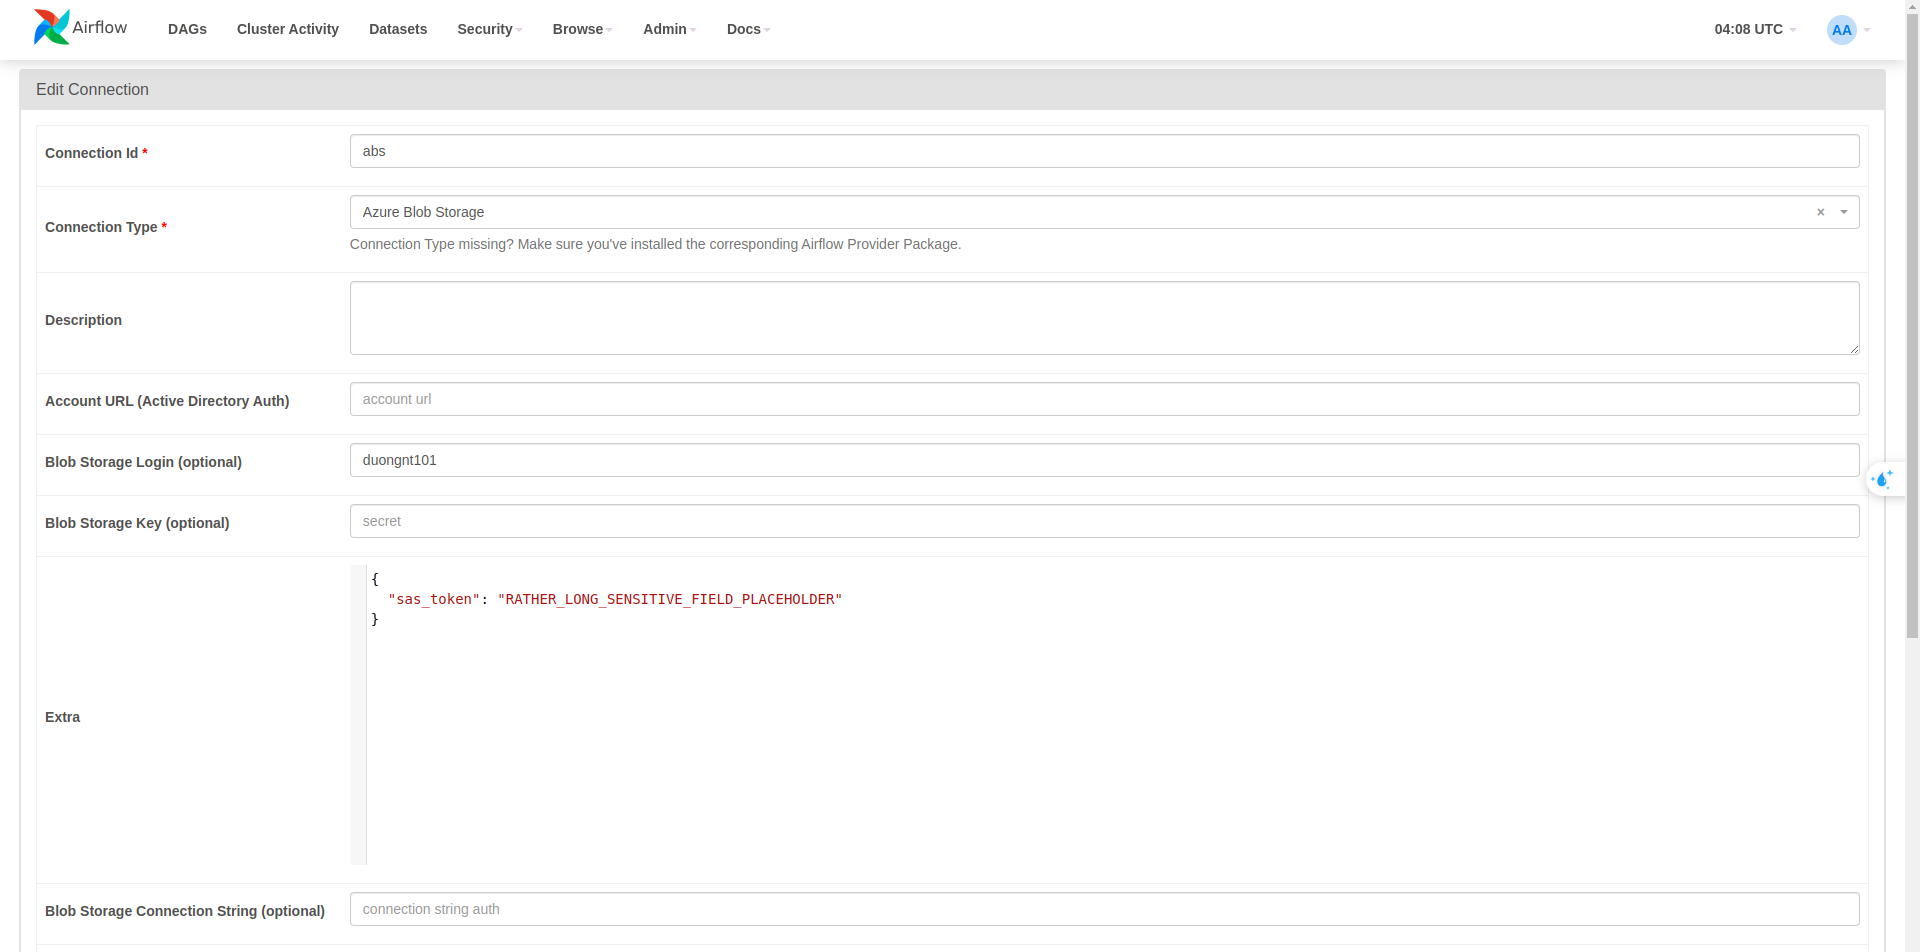 Airflow DAGs Cluster Activity Datasets Security Browse Admin Docs 04:08 UTC AA
Edit Connection
Connection Id * abs
Connection Type * Azure Blob Storage ×
Connection Type missing? Make sure you've installed the corresponding Airflow Provider Package.
Description
Account URL (Active Directory Auth) account url
Blob Storage Login (optional) duongnt101
Blob Storage Key (optional) secret
Extra
{
"sas_token": "RATHER_LONG_SENSITIVE_FIELD_PLACEHOLDER"
}
Blob Storage Connection String (optional) connection string auth